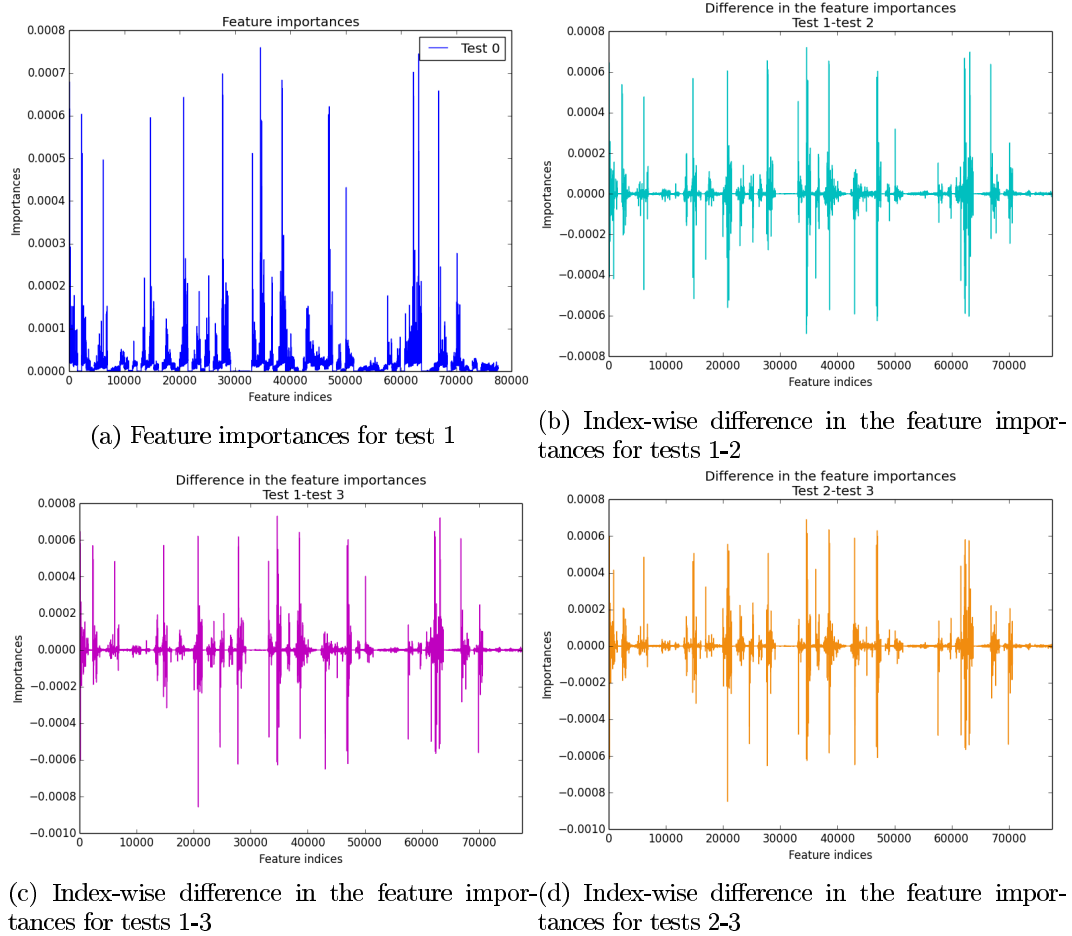 Feature importances
0.0008
0.0007
0.0006
0.0005
0.0004
0.0003
0.0002
0.0001
0.0000
Importances
Test 0
0 10000 20000 30000 40000 50000 60000 70000 80000
Feature indices
(a) Feature importances for test 1
Difference in the feature importances
Test 1-test 2
0.0008
0.0006
0.0004
0.0002
0.0000
−0.0002
−0.0004
−0.0006
−0.0008
Importances
0 10000 20000 30000 40000 50000 60000 70000
Feature indices
(b) Index-wise difference in the feature impor-
tances for tests 1-2
Difference in the feature importances
Test 1-test 3
0.0008
0.0006
0.0004
0.0002
0.0000
−0.0002
−0.0004
−0.0006
−0.0008
−0.0010
Importances
0 10000 20000 30000 40000 50000 60000 70000
Feature indices
(c) Index-wise difference in the feature impor-
tances for tests 1-3
Difference in the feature importances
Test 2-test 3
0.0008
0.0006
0.0004
0.0002
0.0000
−0.0002
−0.0004
−0.0006
−0.0008
−0.0010
Importances
0 10000 20000 30000 40000 50000 60000 70000
Feature indices
(d) Index-wise difference in the feature impor-
tances for tests 2-3